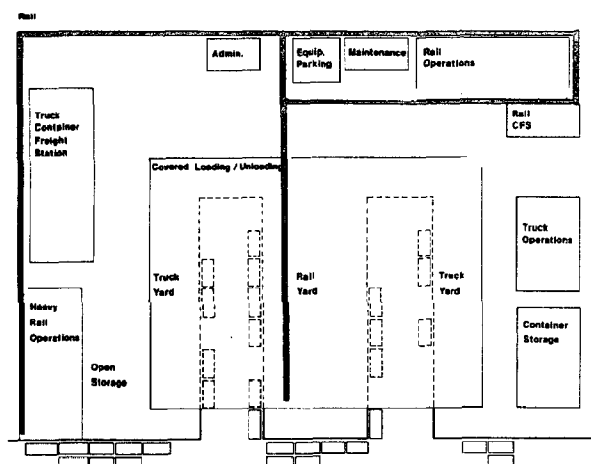 Rail
Admin.
Equip.
Parking
Maintenance
Rail
Operations
Truck
Container
Freight
Station
Rail
CFS
Covered Loading / Unloading
Truck
Operations
Truck
Yard
Rail
Yard
Truck
Yard
Heavy
Rail
Operations
Container
Storage
Open
Storage